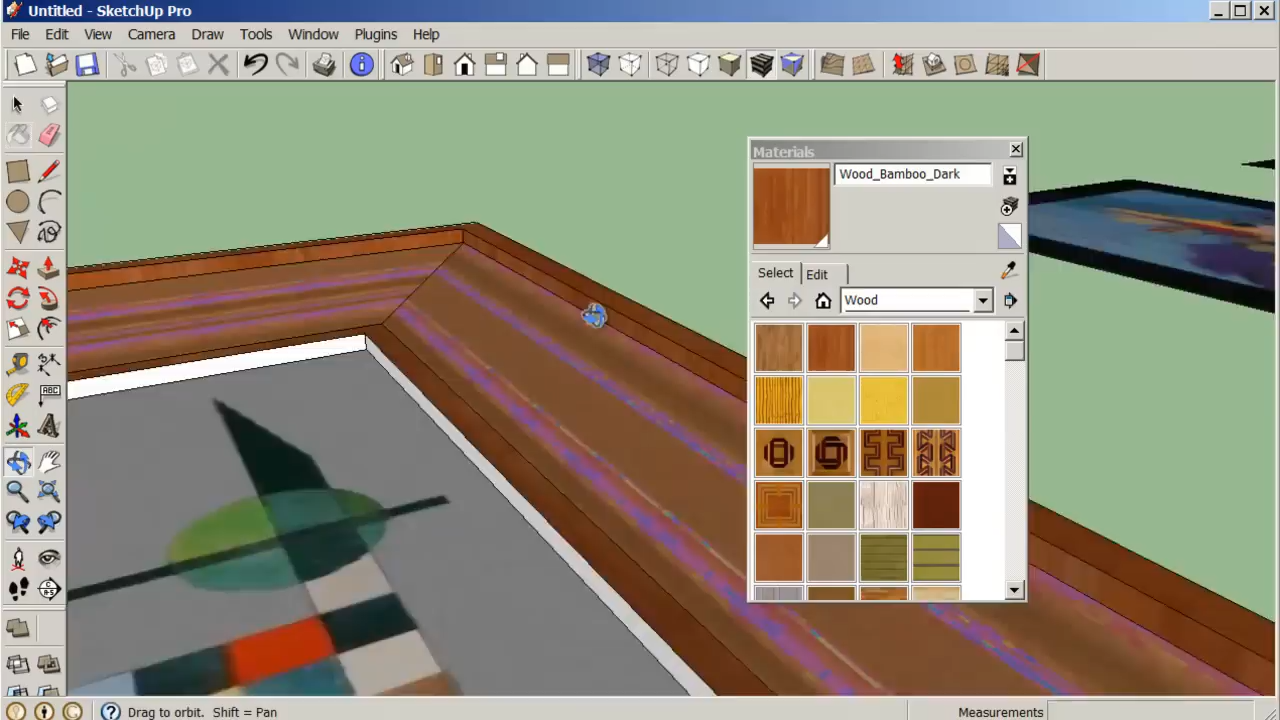 Untitled - SketchUp Pro
File Edit View Camera Draw Tools Window Plugins Help
Materials
Wood_Bamboo_Dark
Select Edit
Wood
ABC
Drag to orbit. Shift = Pan
Measurements